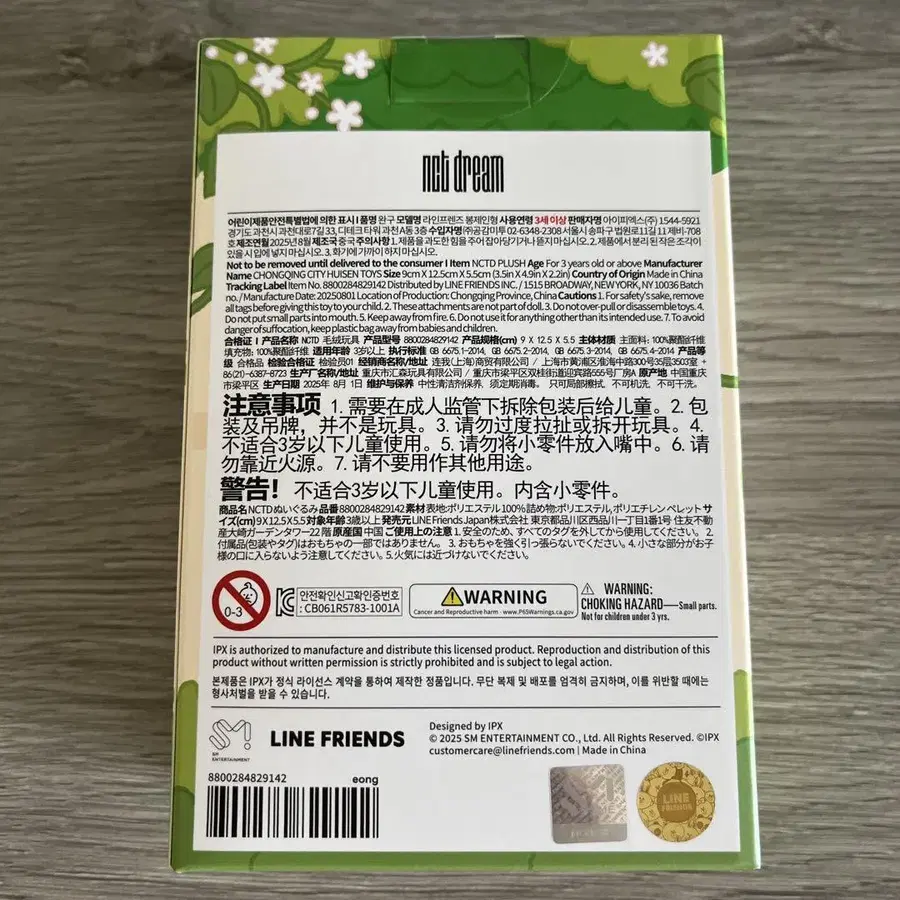 nct dream
어린이제품안전특별법에 의한 표시 I 품명 완구 모델명 라인프렌즈 봉제인형 사용연령 3세 이상 판매자명 아이피엑스(주) 1544-5921
경기도 과천시 과천대로7길 33, 디테크 타워 과천 A동 3층 수입자명 (주)공감미투 02-6348-2308 서울시 송파구 법원로11길 11 제비-708
호 제조연월 2025년 8월 제조국 중국 주의사항 1. 제품을 과도한 힘을 주어 잡아당기거나 뜯지 마십시오. 2. 제품에서 분리된 작은 조각이
있을 시 입에 넣지 마십시오. 3. 화기에 가까이 하지 마십시오.
Not to be removed until delivered to the consumer I Item NCTD PLUSH Age For 3 years old or above Manufacturer
Name CHONGQING CITY HUISEN TOYS Size 9cm X 12.5cm X 5.5cm (3.5in X 4.9in X 2.2in) Country of Origin Made in China
Tracking Label Item No. 8800284829142 Distributed by LINE FRIENDS INC. / 1515 BROADWAY, NEW YORK, NY 10036 Batch
no. / Manufacture Date: 20250801 Location of Production: Chongqing Province, China Cautions 1. For safety's sake, remove
all tags before giving this toy to your child. 2. These attachments are not part of doll. 3. Do not over-pull or disassemble toys. 4.
Do not put small parts into mouth. 5. Keep away from fire. 6. Do not use it for anything other than its intended use. 7. To avoid
danger of suffocation, keep plastic bag away from babies and children.
合格证 I 产品名称 NCTD 毛绒玩具 产品型号 8800284829142 产品规格(cm) 9 X 12.5 X 5.5 主体材料 主面料: 100%聚酯纤维
填充物: 100%聚酯纤维 适用年龄 3岁以上 执行标准 GB 6675.1-2014, GB 6675.2-2014, GB 6675.3-2014, GB 6675.4-2014 产品等
级 合格品 检验合格证 检验员01 经销商名称/地址 连我(上海)商贸有限公司 / 上海市黄浦区淮海中路300号35层3503室
86(21)-6387-8723 生产厂名称/地址 重庆市汇森玩具有限公司 / 重庆市梁平区双桂街道迎宾路555号厂房A 原产地 中国重庆
市梁平区 生产日期 2025年 8月 1日 维护与保养 中性清洁剂保养, 须定期消毒。 只可局部擦拭, 不可机洗, 不可干洗。
注意事项 1. 需要在成人监管下拆除包装后给儿童。2. 包
装及吊牌，并不是玩具。3. 请勿过度拉扯或拆开玩具。4.
不适合3岁以下儿童使用。5. 请勿将小零件放入嘴中。6. 请
勿靠近火源。7. 请不要用作其他用途。
警告！ 不适合3岁以下儿童使用。内含小零件。
商品名 NCTDぬいぐるみ 品番 8800284829142 素材 表地:ポリエステル 100% 詰め物: ポリエステル, ポリエチレン ペレット サ
イズ(cm) 9 X 12.5 X 5.5 対象年齢 3歳以上 発売元 LINE Friends Japan株式会社 東京都品川区西品川一丁目1番1号 住友不動
産大崎ガーデンタワー22 階 原産国 中国 ご使用上の注意 1. 安全のため、すべてのタグを外してから使用してください。 2.
付属品(包装やタグ)はおもちゃの一部ではありません。 3. おもちゃを強く引っ張らないでください。 4. 小さな部分がお子
様の口に入らないよう注意してください。 5. 火気には近づけないでください。
0-3
안전확인신고확인증번호
: CB061R5783-1001A
WARNING
Cancer and Reproductive harm - www.P65Warnings.ca.gov
WARNING:
CHOKING HAZARD—Small parts.
Not for children under 3 yrs.
IPX is authorized to manufacture and distribute this licensed product. Reproduction and distribution of this
product without written permission is strictly prohibited and is subject to legal action.
본제품은 IPX가 정식 라이선스 계약을 통하여 제작한 정품입니다. 무단 복제 및 배포를 엄격히 금지하며, 이를 위반할 때에는
형사처벌을 받을 수 있습니다.
SM
ENTERTAINMENT
LINE FRIENDS
Designed by IPX
© 2025 SM ENTERTAINMENT CO., Ltd. All Rights Reserved. ©IPX
customercare@linefriends.com | Made in China
8800284829142
eong
LINE
FRIENDS